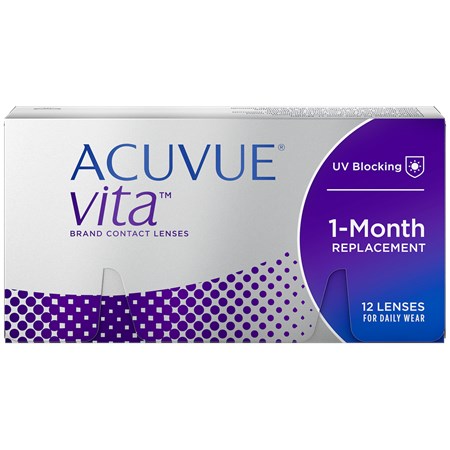 ACUVUE®
vita™
BRAND CONTACT LENSES
UV Blocking
1-Month
REPLACEMENT
12 LENSES
FOR DAILY WEAR